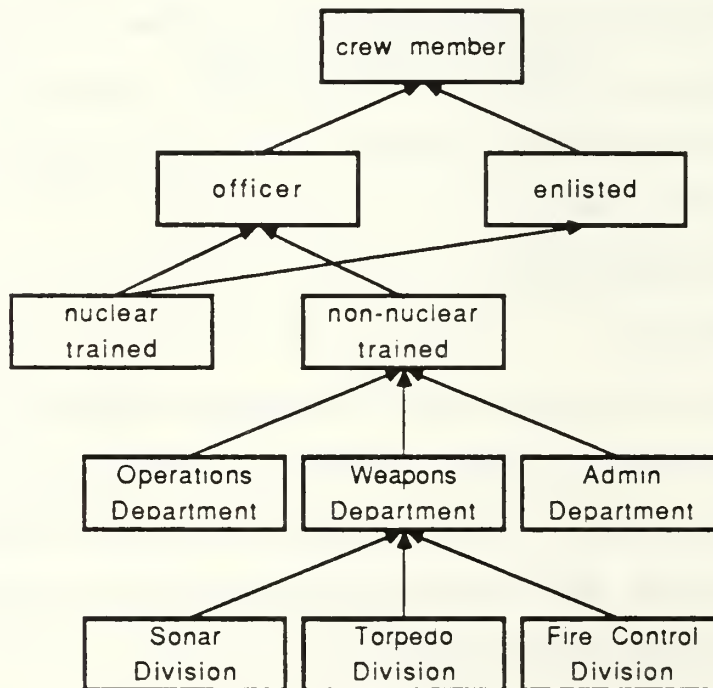 crew member
officer
enlisted
nuclear
trained
non-nuclear
trained
Operations
Department
Weapons
Department
Admin
Department
Sonar
Division
Torpedo
Division
Fire Control
Division